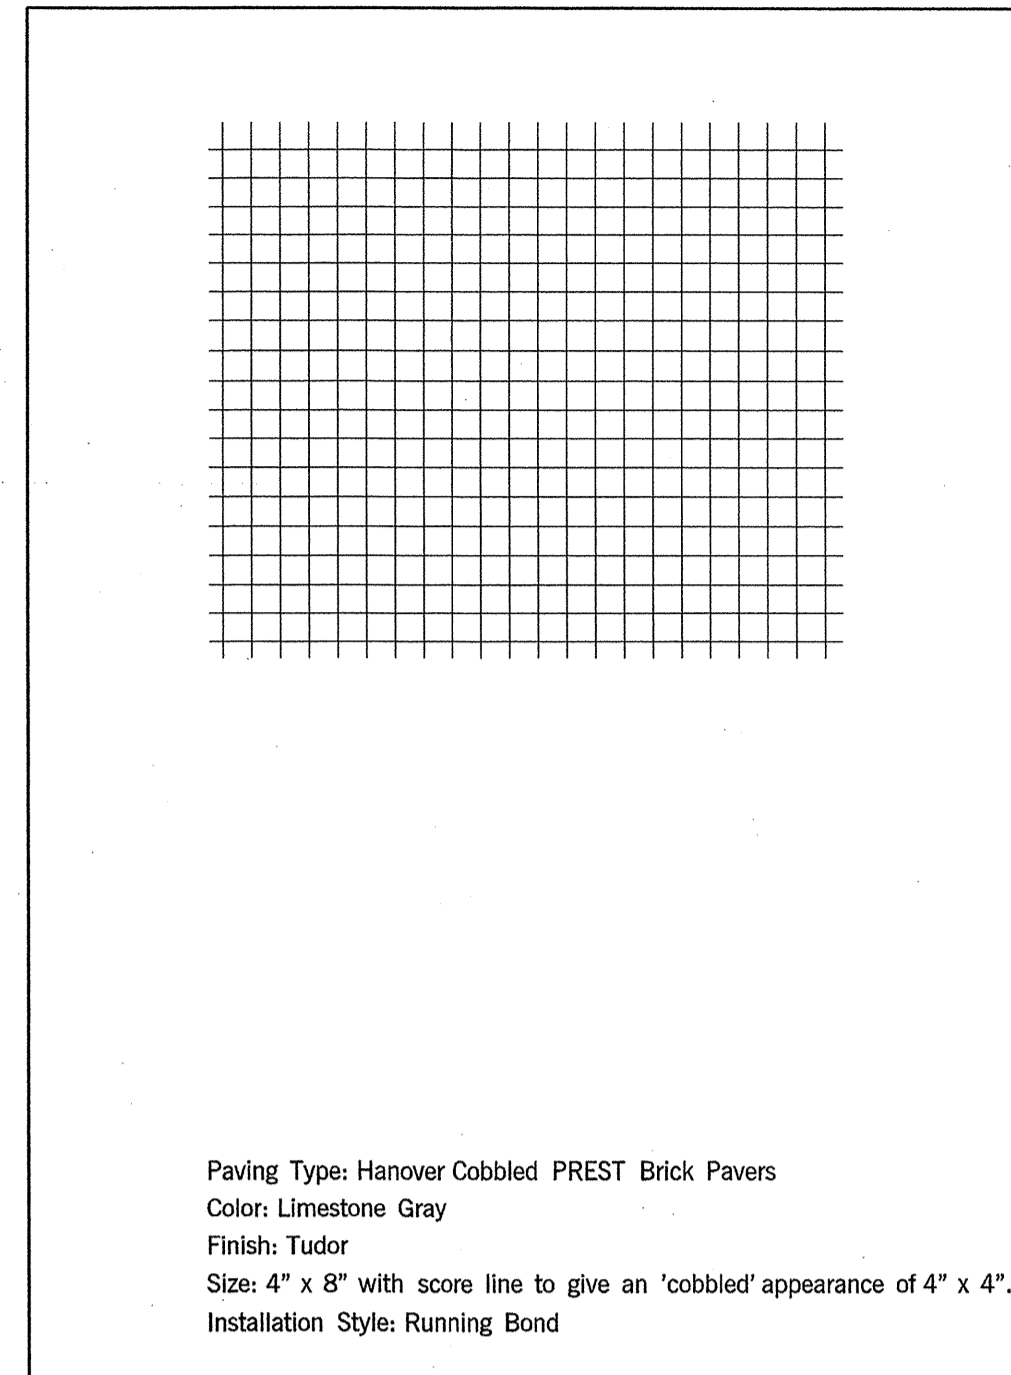 Paving Type: Hanover Cobbled PREST Brick Pavers
Color: Limestone Gray
Finish: Tudor
Size: 4” x 8” with score line to give an ’cobbled’ appearance of 4” x 4”.
Installation Style: Running Bond